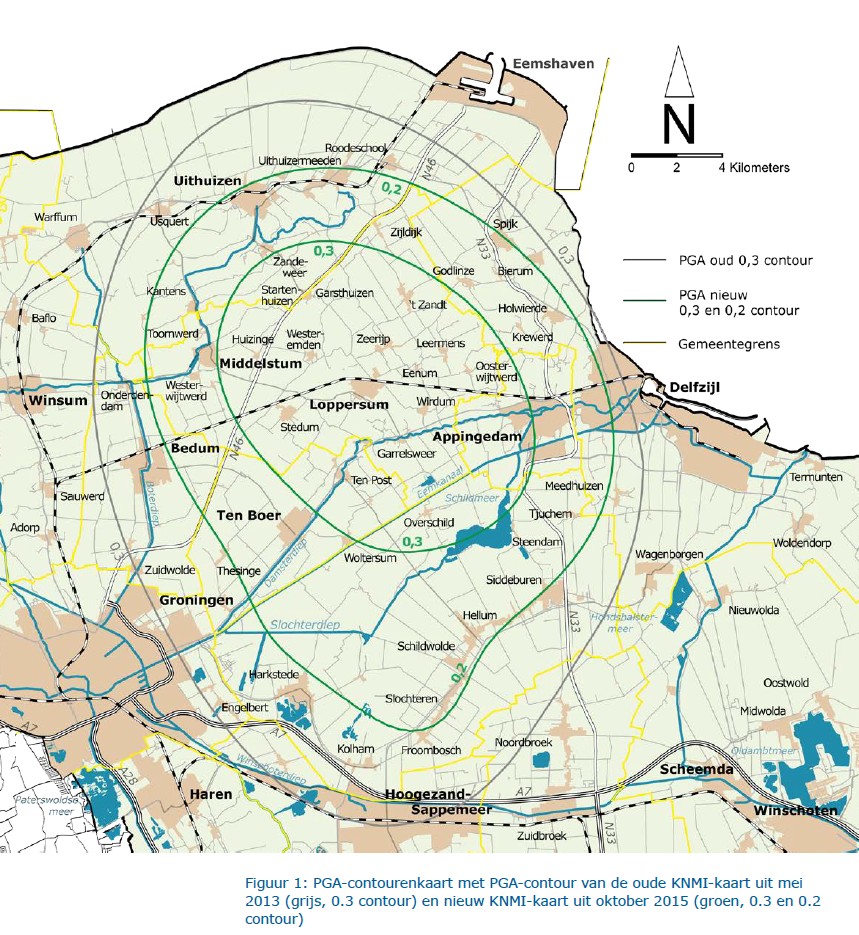 Eemshaven
N
0 2 4 Kilometers
PGA oud 0,3 contour
PGA nieuw
0,3 en 0,2 contour
Gemeentegrens
Roodeschool
Uithuizermeeden
Uithuizen
0,2
N46
Warffum
Usquert
Zijldijk
Spijk
N33
0,3
0,3
Zande-
weer
Godlinze
Bierum
Kantens
Starten-
huizen
Garsthuizen
't Zandt
Holwierde
Baflo
Toornwerd
Huizinge
Wester-
emden
Zeerijp
Leermens
Krewerd
Middelstum
Eenum
Ooster-
wijtwerd
Delfzijl
Winsum
Onderden-
dam
Wester-
wijtwerd
Loppersum
Wirdum
Stedum
Appingedam
Bedum
N46
Garrelsweer
Sauwerd
Boterdiep
Ten Post
Eemkanaal
Schildmeer
Meedhuizen
Termunten
Adorp
Ten Boer
Overschild
Tjuchem
0,3
0,3
Steendam
Woldendorp
Damsterdiep
Woltersum
Wagenborgen
Zuidwolde
Thesinge
Siddeburen
Groningen
Hellum
N33
Hondshalster-
meer
Nieuwolda
Slochterdiep
Schildwolde
Harkstede
0,2
Oostwold
Slochteren
Midwolda
Engelbert
A7
A7
Kolham
Froombosch
Noordbroek
Oldambtmeer
Winschoterdiep
Scheemda
A28
Paterswoldse
meer
Haren
Hoogezand-
Sappemeer
A7
Winschoten
N33
Zuidbroek
Figuur 1: PGA-contourenkaart met PGA-contour van de oude KNMI-kaart uit mei
2013 (grijs, 0.3 contour) en nieuw KNMI-kaart uit oktober 2015 (groen, 0.3 en 0.2
contour)